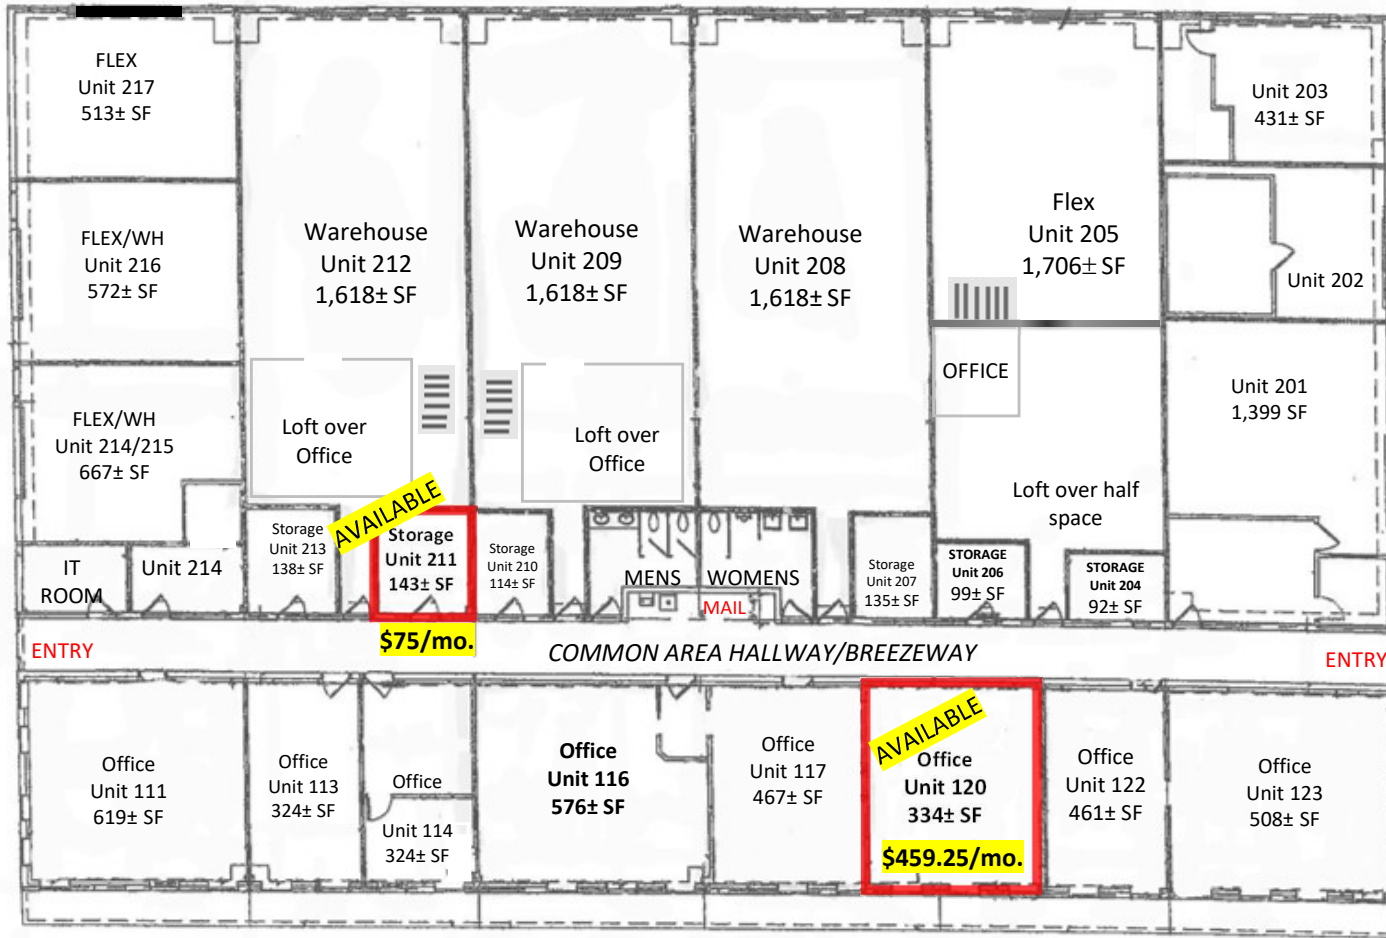 FLEX
Unit 217
513± SF
Unit 203
431± SF
FLEX/WH
Unit 216
572± SF
Warehouse
Unit 212
1,618± SF
Warehouse
Unit 209
1,618± SF
Warehouse
Unit 208
1,618± SF
Flex
Unit 205
1,706± SF
Unit 202
OFFICE
Unit 201
1,399 SF
FLEX/WH
Unit 214/215
667± SF
Loft over
Office
Loft over
Office
Loft over half
space
AVAILABLE
IT
ROOM
Unit 214
Storage
Unit 213
138± SF
Storage
Unit 211
143± SF
Storage
Unit 210
114± SF
MENS
WOMENS
MAIL
Storage
Unit 207
135± SF
STORAGE
Unit 206
99± SF
STORAGE
Unit 204
92± SF
$75/mo.
ENTRY
COMMON AREA HALLWAY/BREEZEWAY
ENTRY
Office
Unit 111
619± SF
Office
Unit 113
324± SF
Office
Unit 114
324± SF
Office
Unit 116
576± SF
Office
Unit 117
467± SF
AVAILABLE
Office
Unit 120
334± SF
$459.25/mo.
Office
Unit 122
461± SF
Office
Unit 123
508± SF